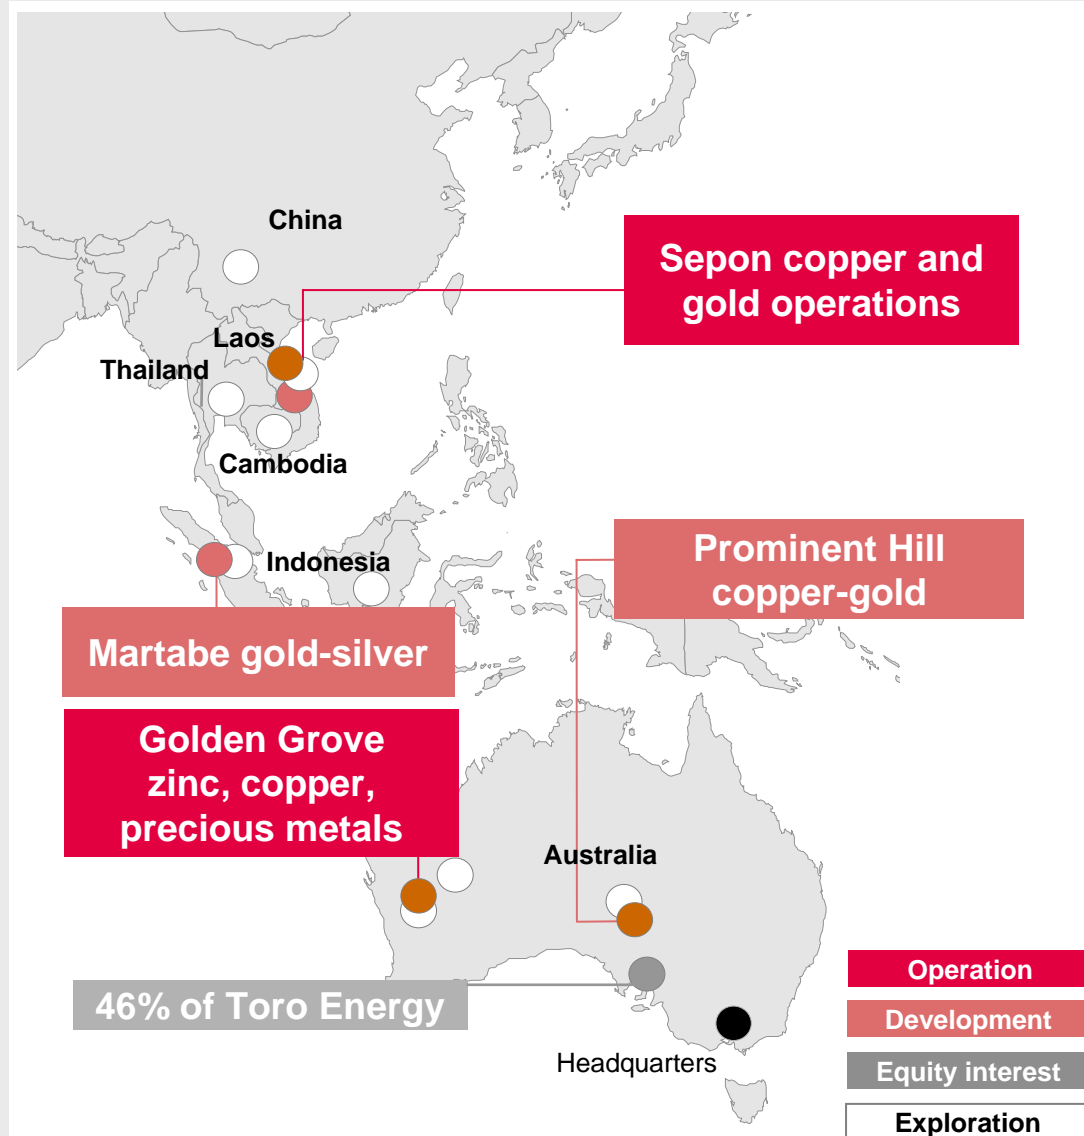 China
Sepon copper and
gold operations
Laos
Thailand
Cambodia
Prominent Hill
copper-gold
Indonesia
Martabe gold-silver
Golden Grove
zinc, copper,
precious metals
Australia
46% of Toro Energy
Headquarters
Operation
Development
Equity interest
Exploration